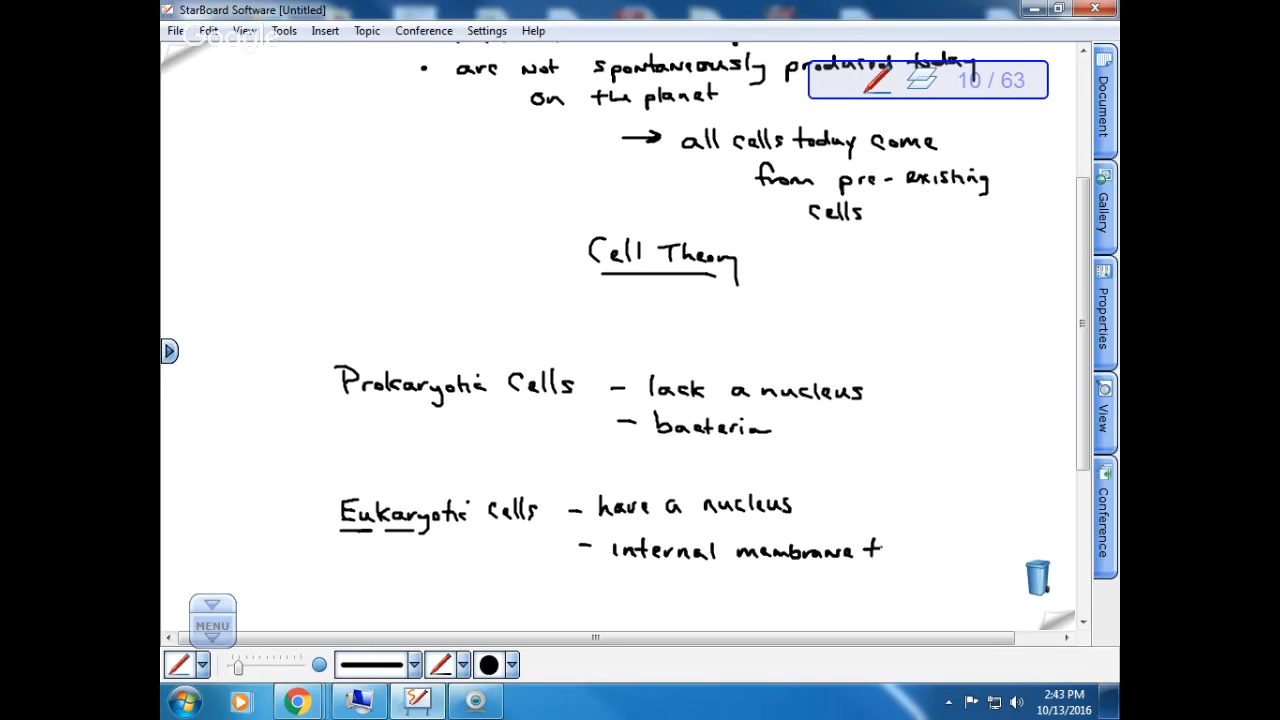 StarBoard Software [Untitled]
File Edit View Tools Insert Topic Conference Settings Help
Google
• are not spontaneously produced today
10 / 63
on the planet
→ all cells today come
from pre-existing
cells
Cell Theory
Prokaryotic Cells - lack a nucleus
- bacteria
Eukaryotic Cells - have a nucleus
- internal membrane t
MENU
Document
Gallery
Properties
View
Conference
2:43 PM
10/13/2016